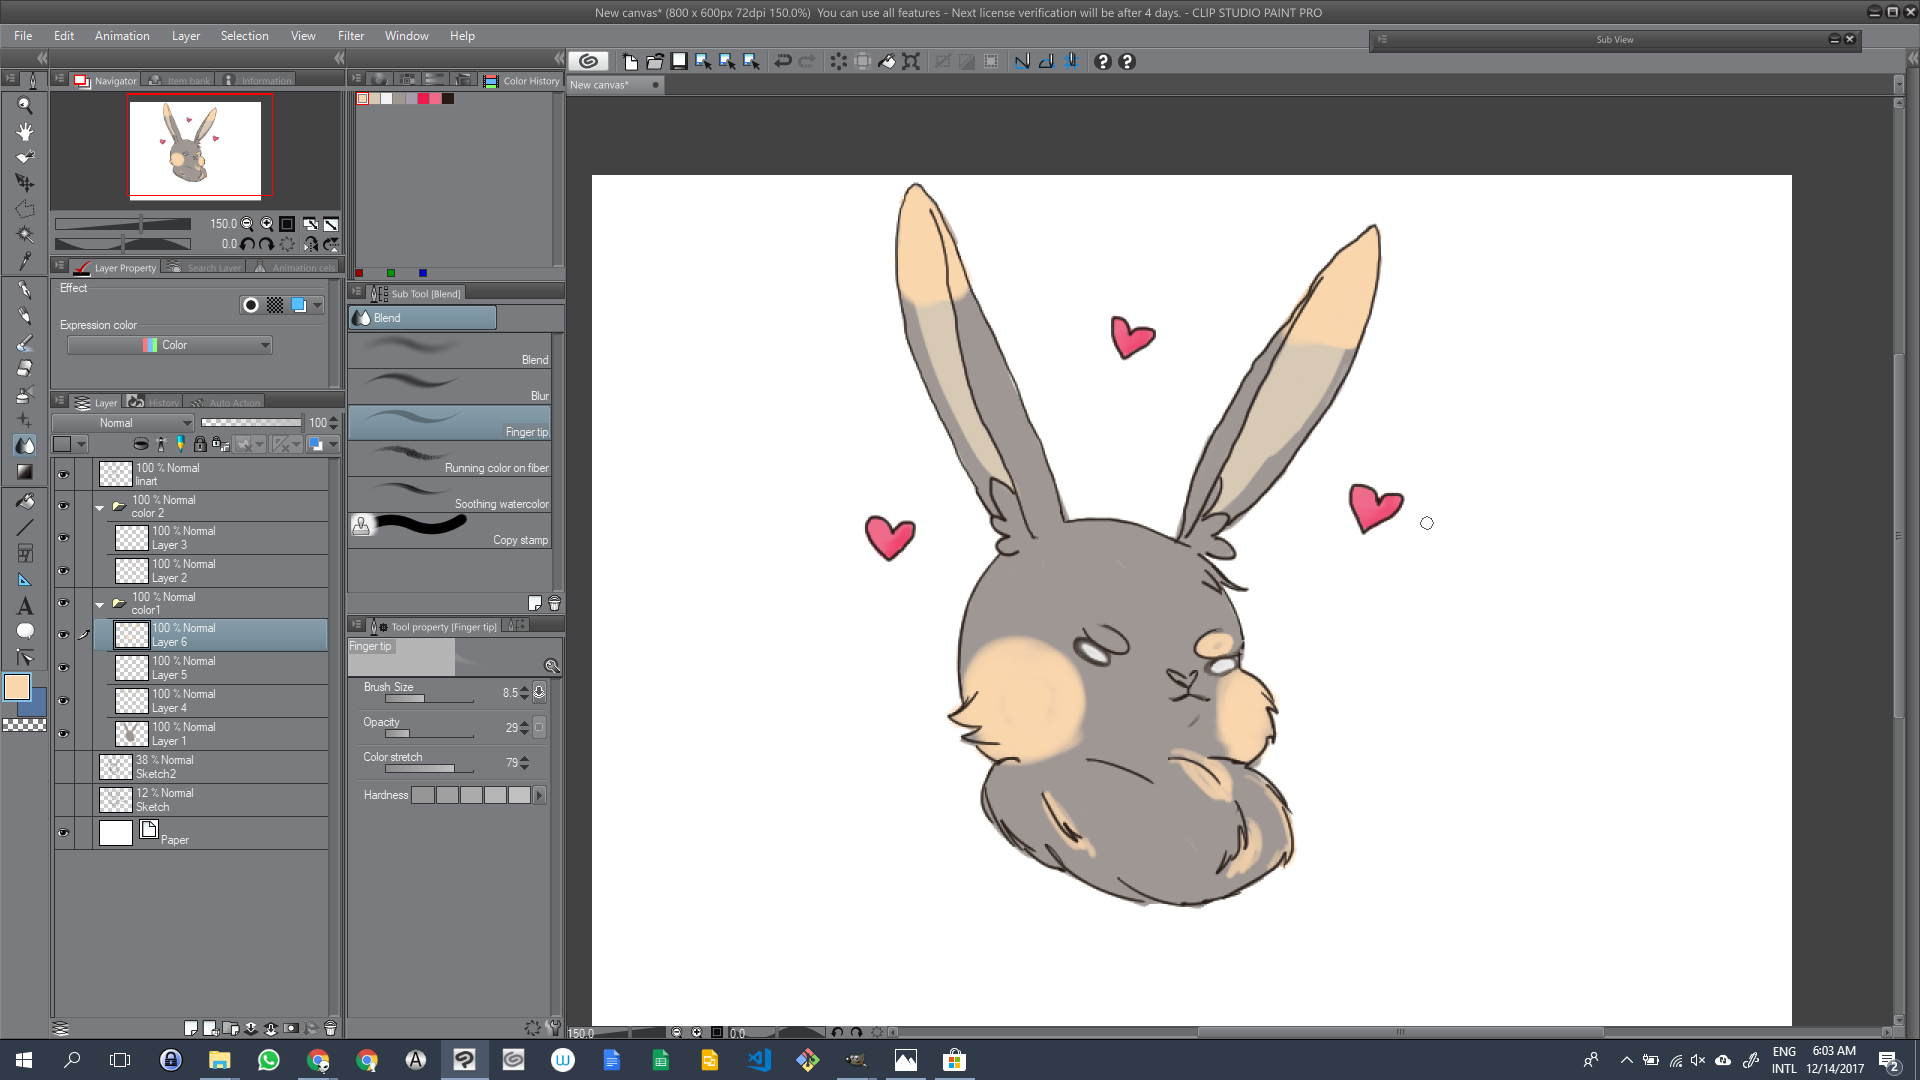 New canvas* (800 x 600px 72dpi 150.0%)  You can use all features - Next license verification will be after 4 days. - CLIP STUDIO PAINT PRO
File Edit Animation Layer Selection View Filter Window Help
Sub View
Navigator Item bank Information
Color History
New canvas*
150.0
0.0
Layer Property Search Layer Animation cels
Effect
Expression color
Color
Sub Tool [Blend]
Blend
Blend
Blur
Finger tip
Running color on fiber
Soothing watercolor
Copy stamp
Layer History Auto Action
Normal 100
100 % Normal
linart
100 % Normal
color 2
100 % Normal
Layer 3
100 % Normal
Layer 2
100 % Normal
color1
100 % Normal
Layer 6
100 % Normal
Layer 5
100 % Normal
Layer 4
100 % Normal
Layer 1
38 % Normal
Sketch2
12 % Normal
Sketch
Paper
Tool property [Finger tip]
Finger tip
Brush Size 8.5
Opacity 29
Color stretch 79
Hardness
150.0 0.0
ENG
INTL
6:03 AM
12/14/2017
2